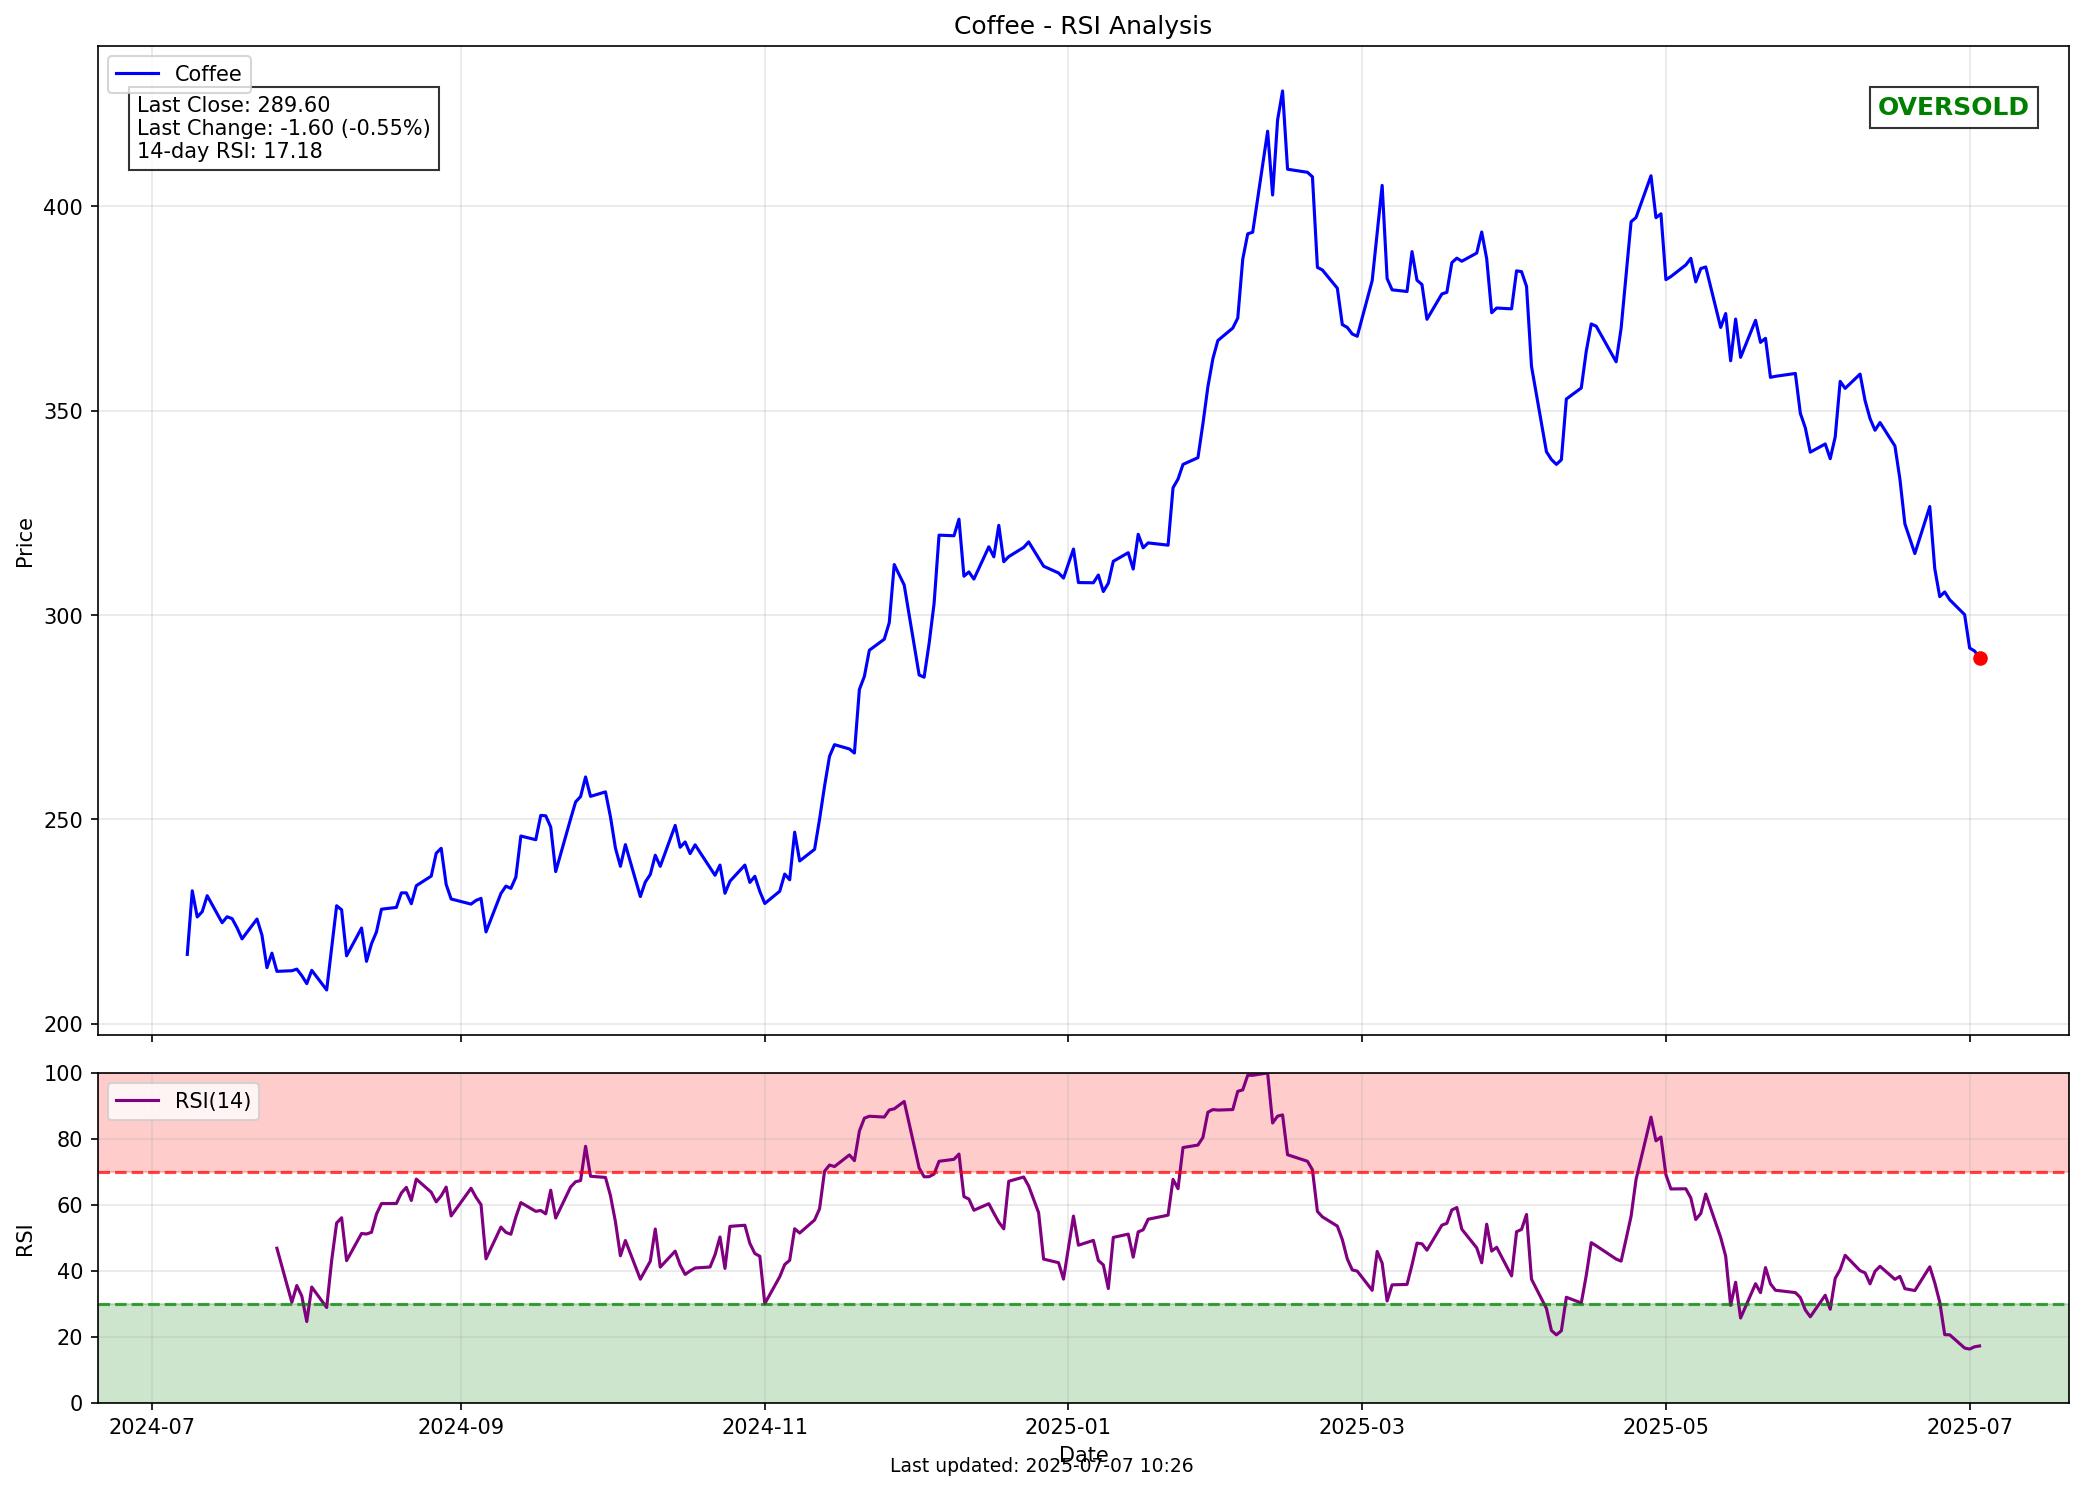 Coffee - RSI Analysis
Coffee
Last Close: 289.60
Last Change: -1.60 (-0.55%)
14-day RSI: 17.18
OVERSOLD
Price
400
350
300
250
200
RSI(14)
RSI
100
80
60
40
20
0
2024-07
2024-09
2024-11
2025-01
2025-03
2025-05
2025-07
Date
Last updated: 2025-07-07 10:26